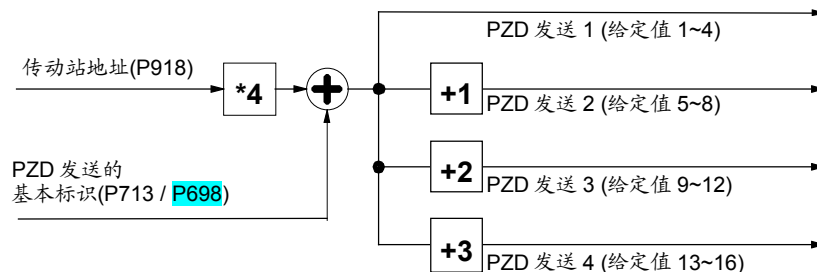 PZD 发送 1 (给定值 1~4)
传动站地址(P918)
*4
+
+1
PZD 发送 2 (给定值 5~8)
PZD 发送的
基本标识(P713 / P698)
+2
PZD 发送 3 (给定值 9~12)
+3
PZD 发送 4 (给定值 13~16)